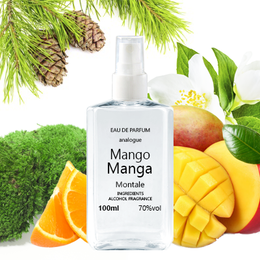 EAU DE PARFUM
analogue
Mango
Manga
Montale
INGREDIENTS
ALCOHOL FRAGRANCE
100ml 70%vol